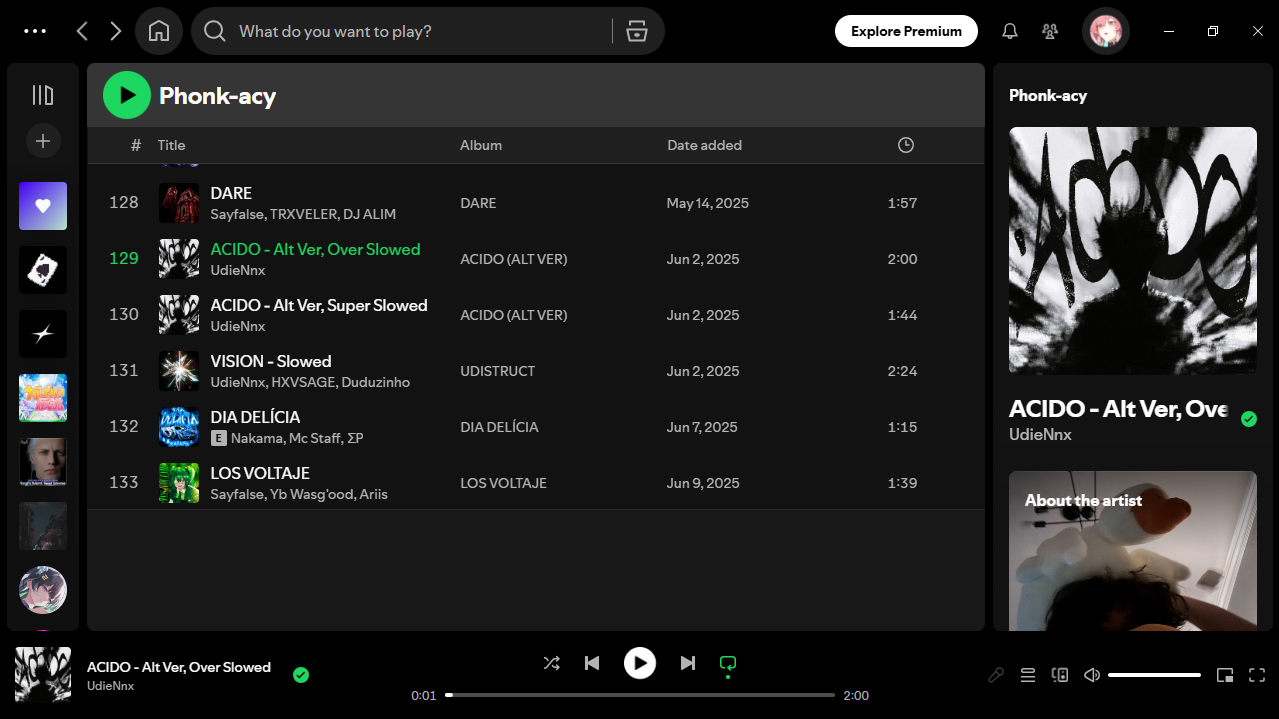 What do you want to play?
Explore Premium
Phonk-acy
# Title Album Date added
128 DARE DARE May 14, 2025 1:57
Sayfalse, TRXVELER, DJ ALIM
129 ACIDO - Alt Ver, Over Slowed ACIDO (ALT VER) Jun 2, 2025 2:00
UdieNnx
130 ACIDO - Alt Ver, Super Slowed ACIDO (ALT VER) Jun 2, 2025 1:44
UdieNnx
131 VISION - Slowed UDISTRUCT Jun 2, 2025 2:24
UdieNnx, HXVSAGE, Duduzinho
132 DIA DELÍCIA DIA DELÍCIA Jun 7, 2025 1:15
E Nakama, Mc Staff, ΣP
133 LOS VOLTAJE LOS VOLTAJE Jun 9, 2025 1:39
Sayfalse, Yb Wasg'ood, Ariis
Phonk-acy
ACIDO
ACIDO - Alt Ver, Ove
UdieNnx
About the artist
ACIDO - Alt Ver, Over Slowed
UdieNnx
0:01 2:00